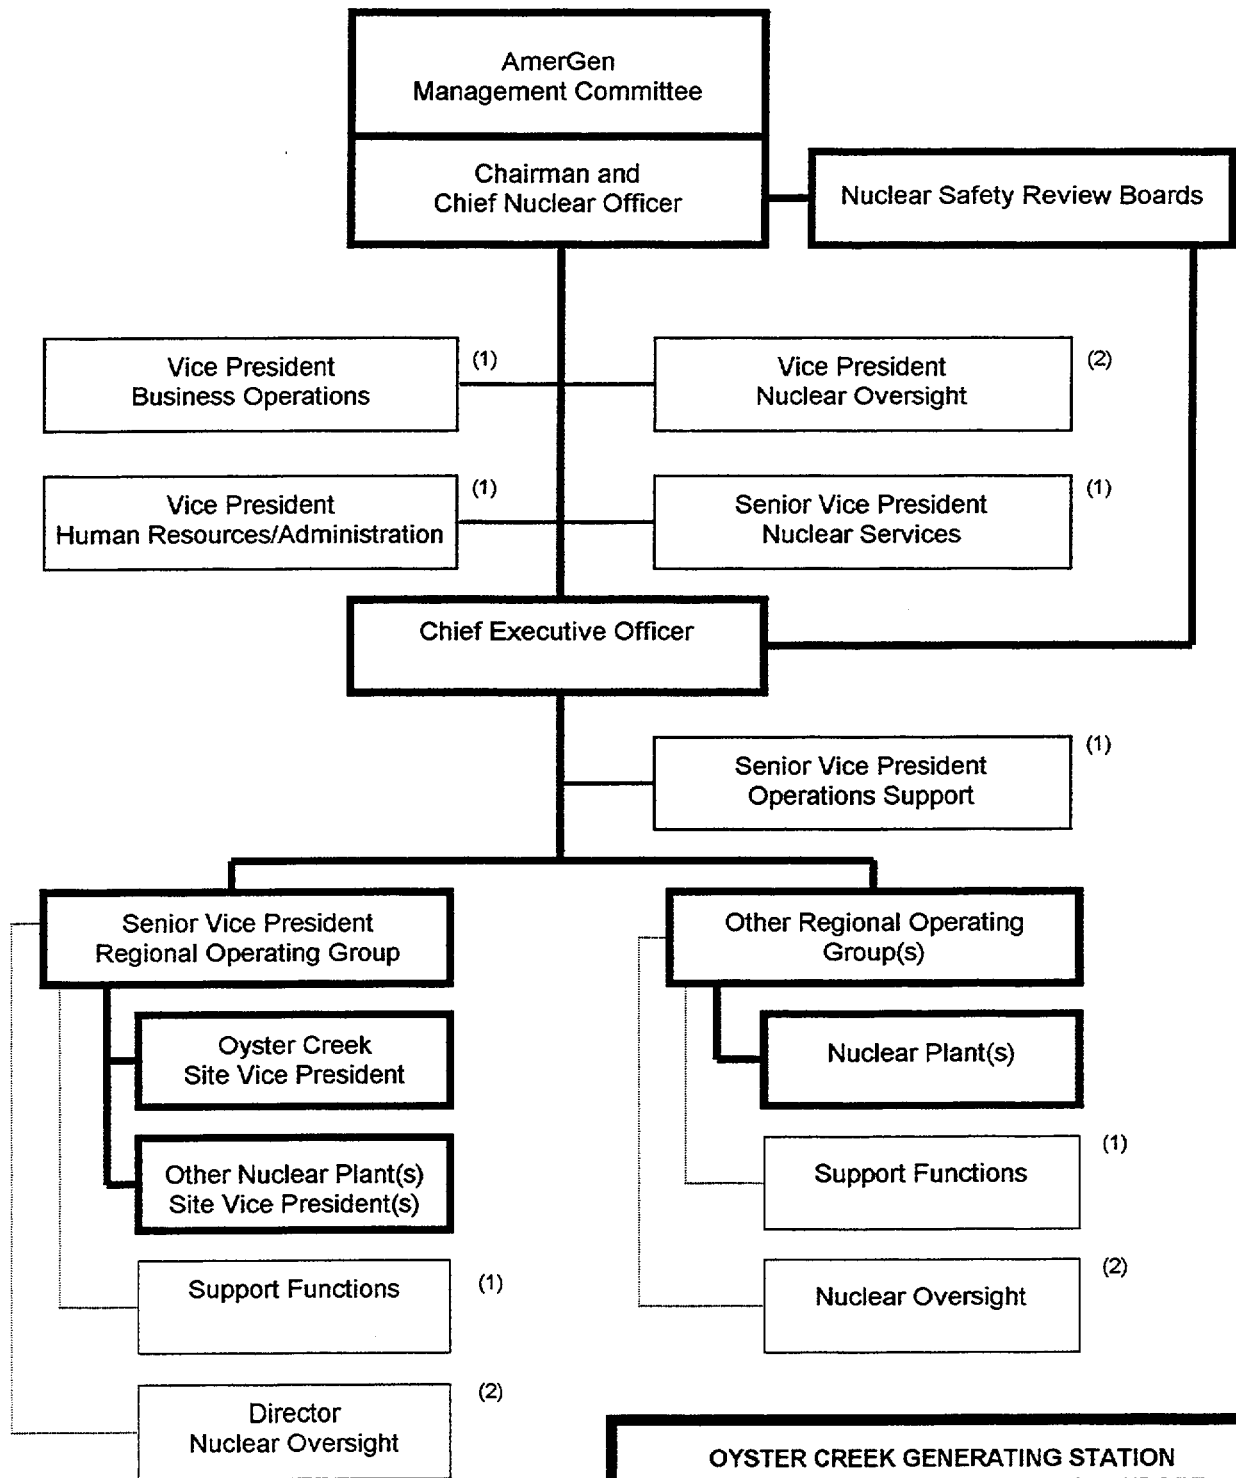 AmerGen
Management Committee
Chairman and
Chief Nuclear Officer
Nuclear Safety Review Boards
Vice President
Business Operations
(1)
Vice President
Nuclear Oversight
(2)
Vice President
Human Resources/Administration
(1)
Senior Vice President
Nuclear Services
(1)
Chief Executive Officer
Senior Vice President
Operations Support
(1)
Senior Vice President
Regional Operating Group
Other Regional Operating
Group(s)
Oyster Creek
Site Vice President
Nuclear Plant(s)
Other Nuclear Plant(s)
Site Vice President(s)
Support Functions
(1)
Support Functions
(1)
Nuclear Oversight
(2)
Director
Nuclear Oversight
(2)
OYSTER CREEK GENERATING STATION